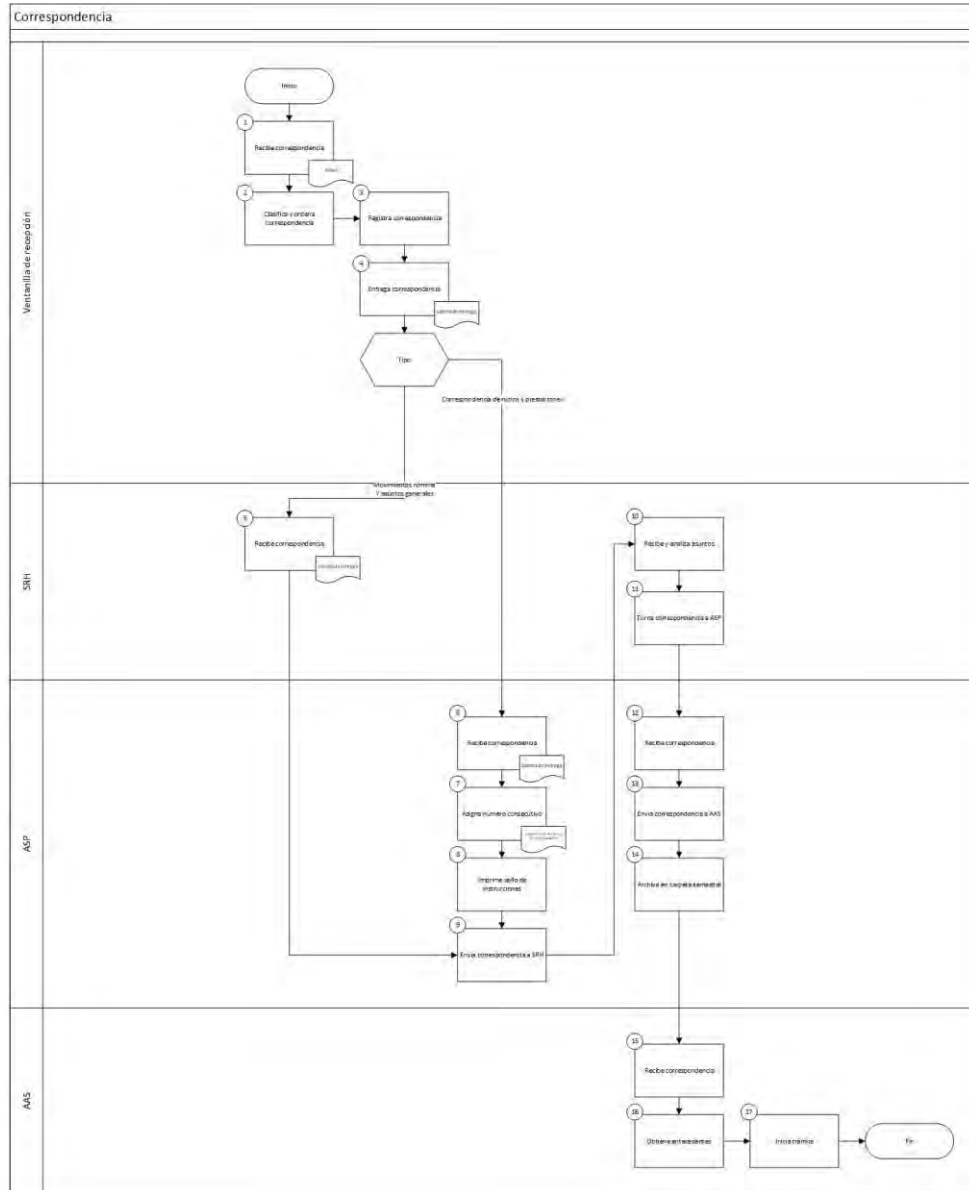 Correspondencia
Ventanilla de recepción
Inicio
1
Recibe correspondencia
2
Clasifica y ordena
correspondencia
3
Registra correspondencia
4
Entrega correspondencia
Tipo
Correspondencia de nómina y prestaciones
Movimientos nómina
Y asuntos generales
SRH
5
Recibe correspondencia
10
Recibe y analiza asuntos
11
Turna correspondencia a ASP
ASP
6
Recibe correspondencia
7
Asigna número consecutivo
8
Imprime sello de
instrucciones
9
Envía correspondencia a SRH
12
Recibe correspondencia
13
Envía correspondencia a AAS
14
Archiva en carpeta semestral
AAS
15
Recibe correspondencia
16
Obtiene antecedentes
17
Inicia trámite
Fin